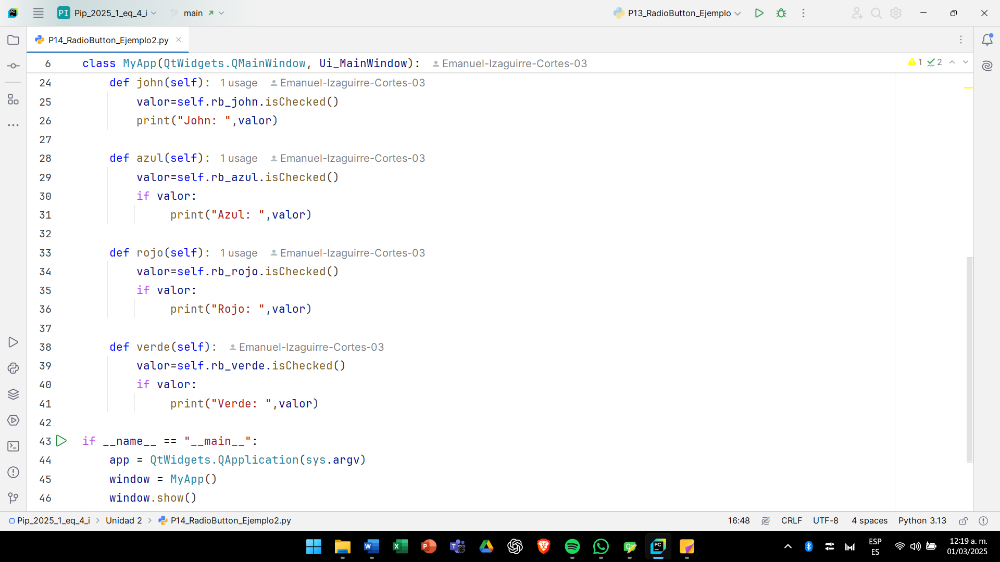 PC
PI Pip_2025_1_eq_4_i main P13_RadioButton_Ejemplo
P14_RadioButton_Ejemplo2.py
6 class MyApp(QtWidgets.QMainWindow, Ui_MainWindow): Emanuel-Izaguirre-Cortes-03 1 2
24 def john(self): 1 usage Emanuel-Izaguirre-Cortes-03
25 valor=self.rb_john.isChecked()
26 print("John: ",valor)
27
28 def azul(self): 1 usage Emanuel-Izaguirre-Cortes-03
29 valor=self.rb_azul.isChecked()
30 if valor:
31 print("Azul: ",valor)
32
33 def rojo(self): 1 usage Emanuel-Izaguirre-Cortes-03
34 valor=self.rb_rojo.isChecked()
35 if valor:
36 print("Rojo: ",valor)
37
38 def verde(self): Emanuel-Izaguirre-Cortes-03
39 valor=self.rb_verde.isChecked()
40 if valor:
41 print("Verde: ",valor)
42
43 if __name__ == "__main__":
44 app = QtWidgets.QApplication(sys.argv)
45 window = MyApp()
46 window.show()
Pip_2025_1_eq_4_i > Unidad 2 > P14_RadioButton_Ejemplo2.py 16:48 CRLF UTF-8 4 spaces Python 3.13
ESP
ES
12:19 a. m.
01/03/2025